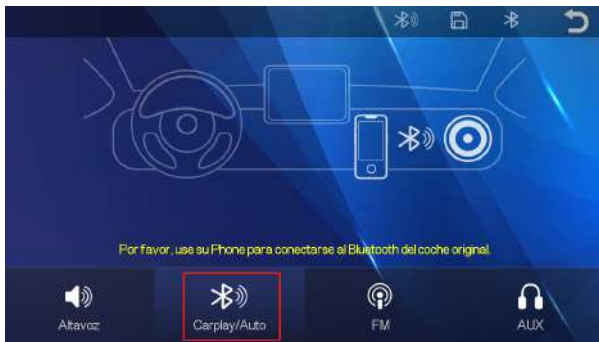 Por favor, use su Phone para conectarse al Bluetooth del coche original.
Altavoz
Carplay/Auto
FM
AUX